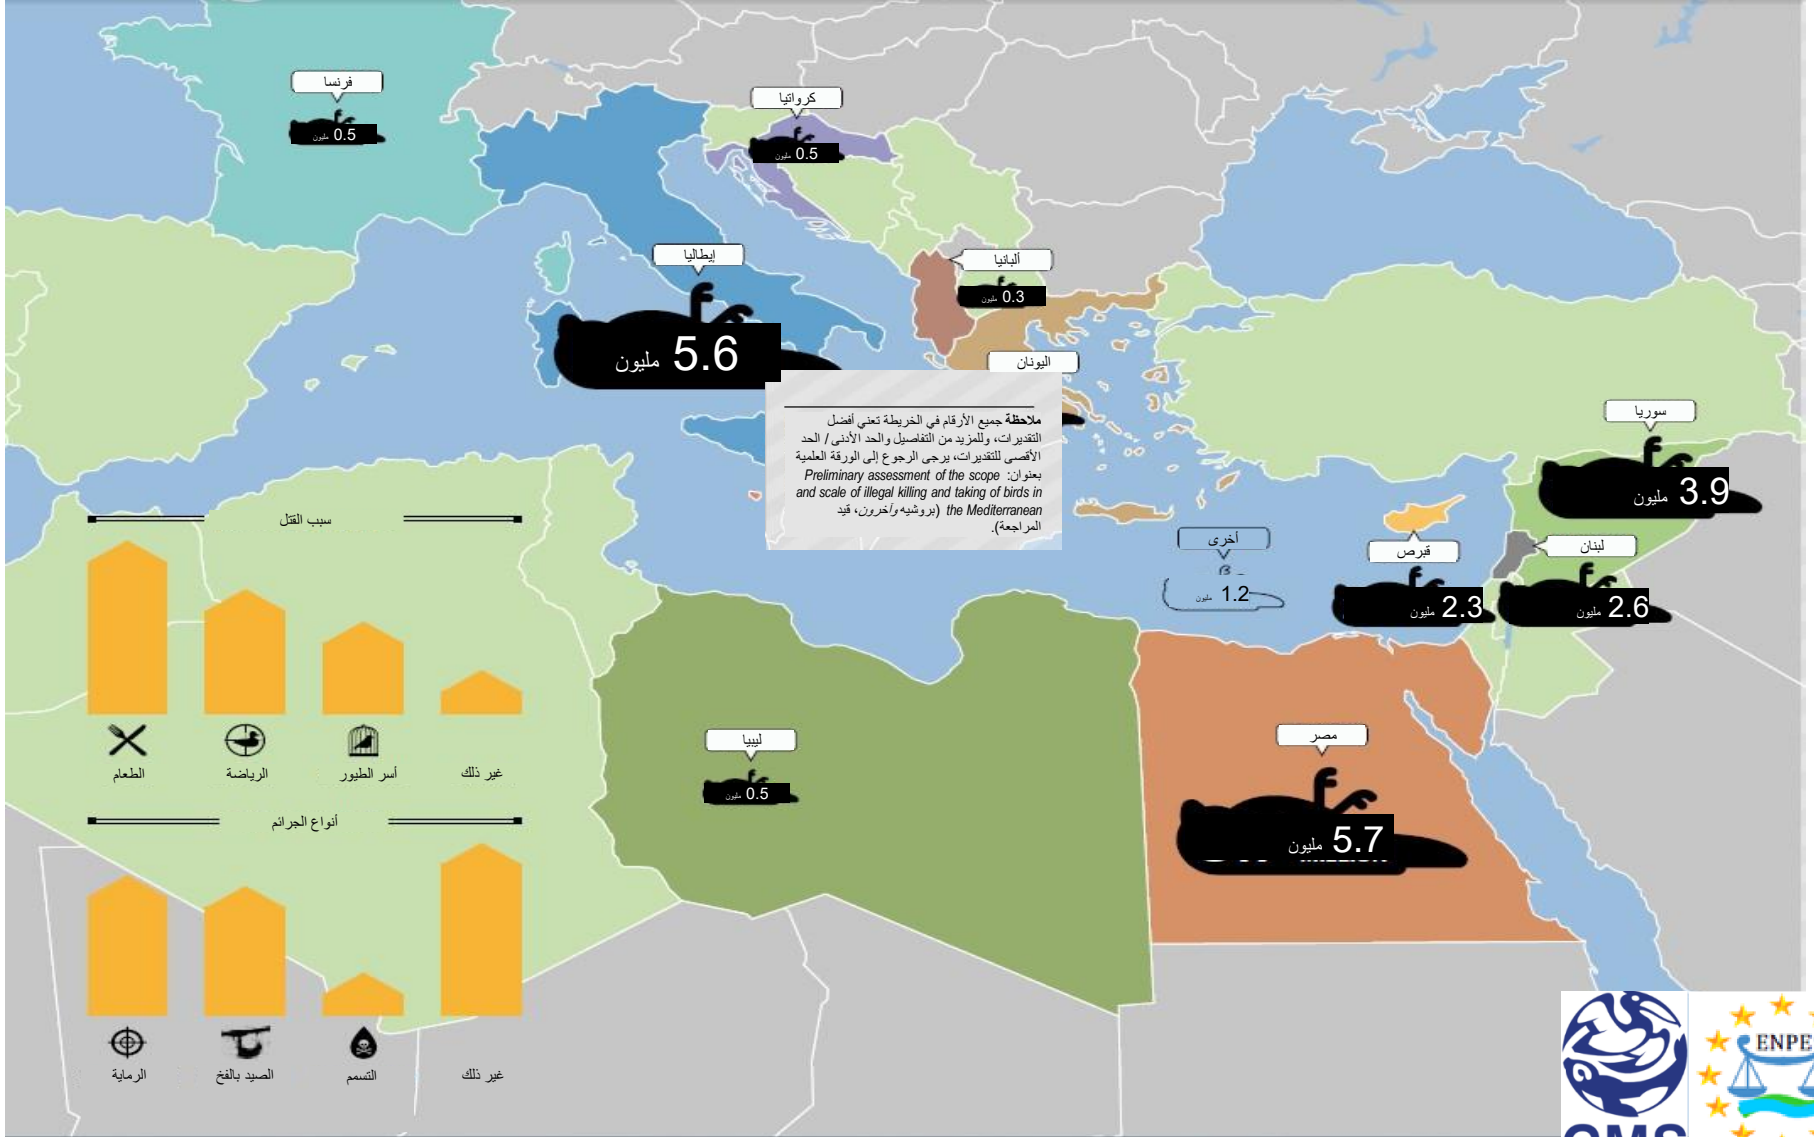 فرنسا
0.5 مليون
كرواتيا
0.5 مليون
إيطاليا
5.6 مليون
ألبانيا
0.3 مليون
اليونان
ملاحظة جميع الأرقام في الخريطة تعني أفضل
التقديرات، وللمزيد من التفاصيل والحد الأدنى / الحد
الأقصى للتقديرات، يرجى الرجوع إلى الورقة العلمية
بعنوان: Preliminary assessment of the scope
and scale of illegal killing and taking of birds in
the Mediterranean (بروشيه وآخرون، قيد
المراجعة).
سوريا
3.9 مليون
أخرى
1.2 مليون
قبرص
2.3 مليون
لبنان
2.6 مليون
ليبيا
0.5 مليون
مصر
5.7 مليون
سبب القتل
الطعام
الرياضة
أسر الطيور
غير ذلك
أنواع الجرائم
الرماية
الصيد بالفخ
التسمم
غير ذلك
ENPE
CMS